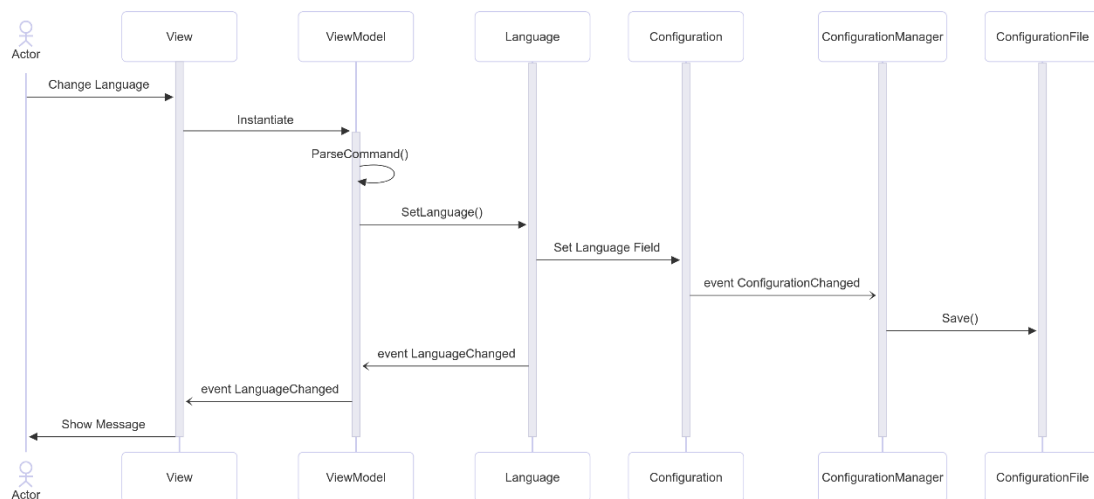 Actor
View
ViewModel
Language
Configuration
ConfigurationManager
ConfigurationFile
Change Language
Instantiate
ParseCommand()
SetLanguage()
Set Language Field
event ConfigurationChanged
Save()
event LanguageChanged
event LanguageChanged
Show Message
Actor
View
ViewModel
Language
Configuration
ConfigurationManager
ConfigurationFile